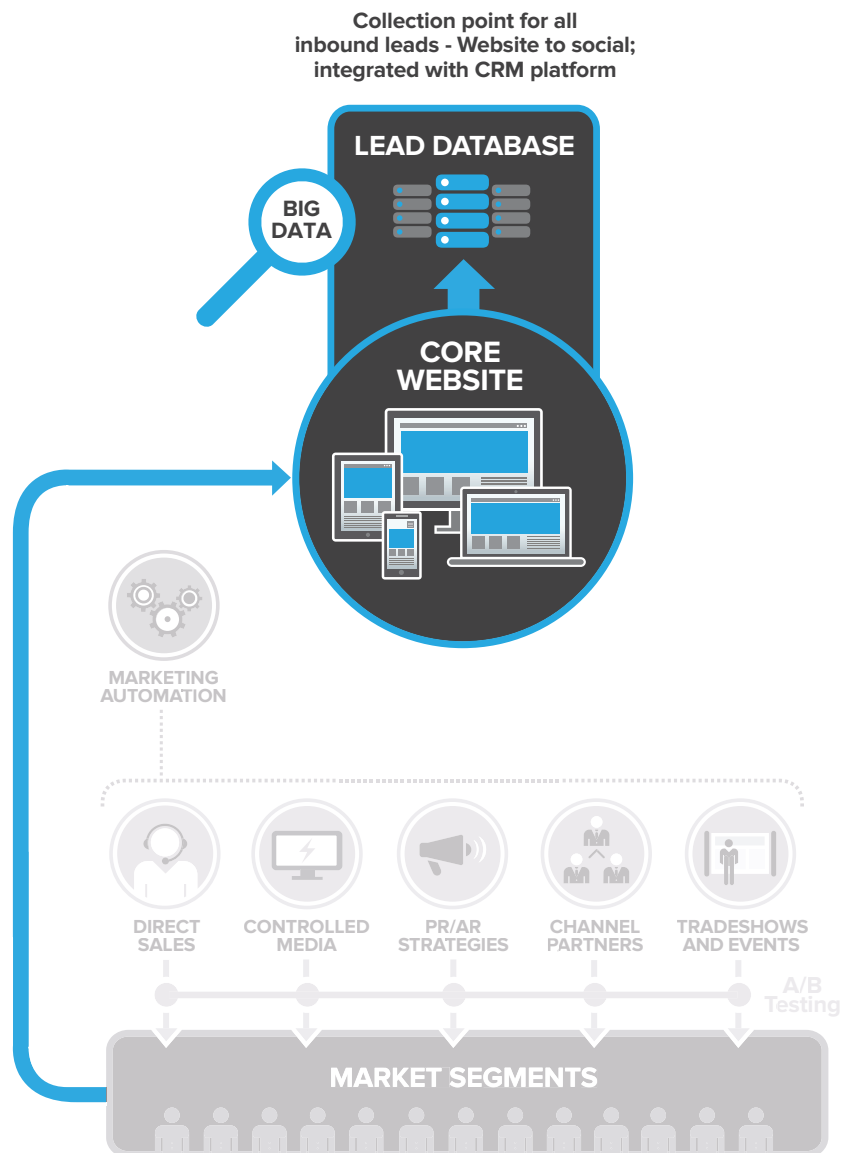 Collection point for all
inbound leads - Website to social;
integrated with CRM platform
LEAD DATABASE
BIG
DATA
CORE
WEBSITE
MARKETING
AUTOMATION
DIRECT
SALES
CONTROLLED
MEDIA
PR/AR
STRATEGIES
CHANNEL
PARTNERS
TRADESHOWS
AND EVENTS
A/B
Testing
MARKET SEGMENTS